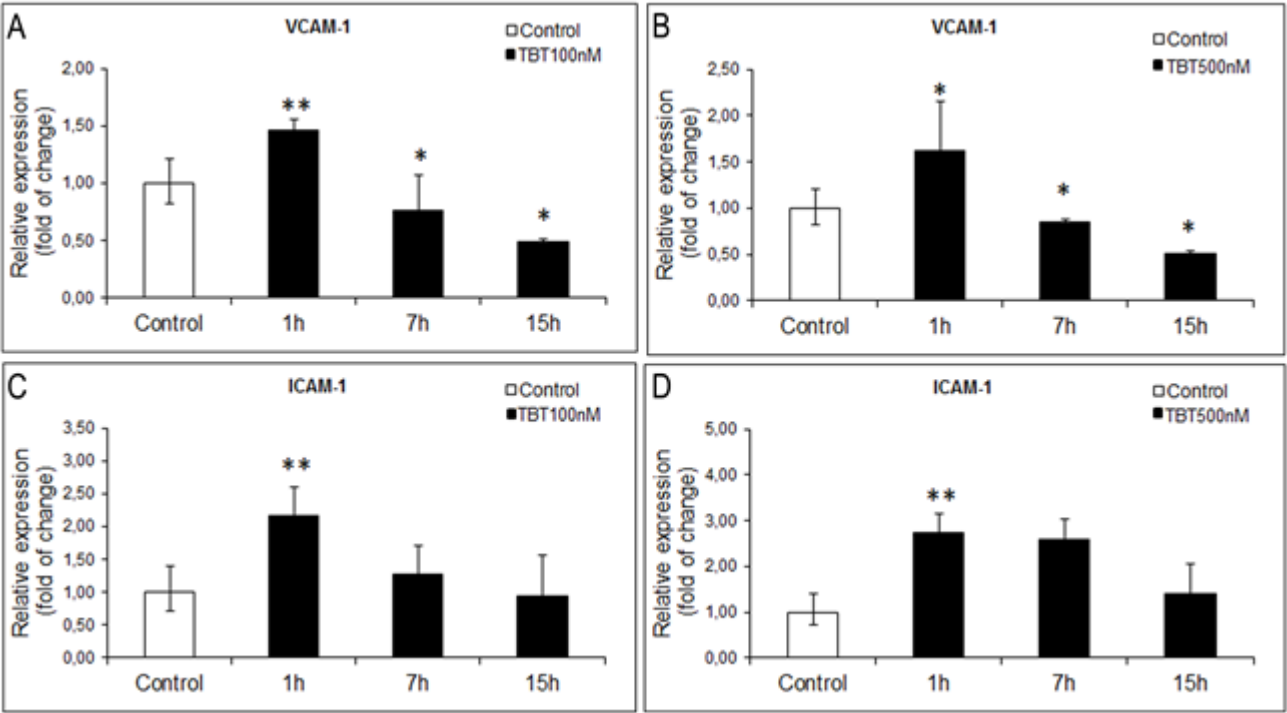 A
VCAM-1
Control
TBT100nM
Relative expression
(fold of change)
2,00
1,50
1,00
0,50
0,00
**
*
*
Control 1h 7h 15h
B
VCAM-1
Control
TBT500nM
Relative expression
(fold of change)
2,50
2,00
1,50
1,00
0,50
0,00
*
*
*
Control 1h 7h 15h
C
ICAM-1
Control
TBT100nM
Relative expression
(fold of change)
3,50
3,00
2,50
2,00
1,50
1,00
0,50
0,00
**
Control 1h 7h 15h
D
ICAM-1
Control
TBT500nM
Relative expression
(fold of change)
5,00
4,00
3,00
2,00
1,00
0,00
**
Control 1h 7h 15h